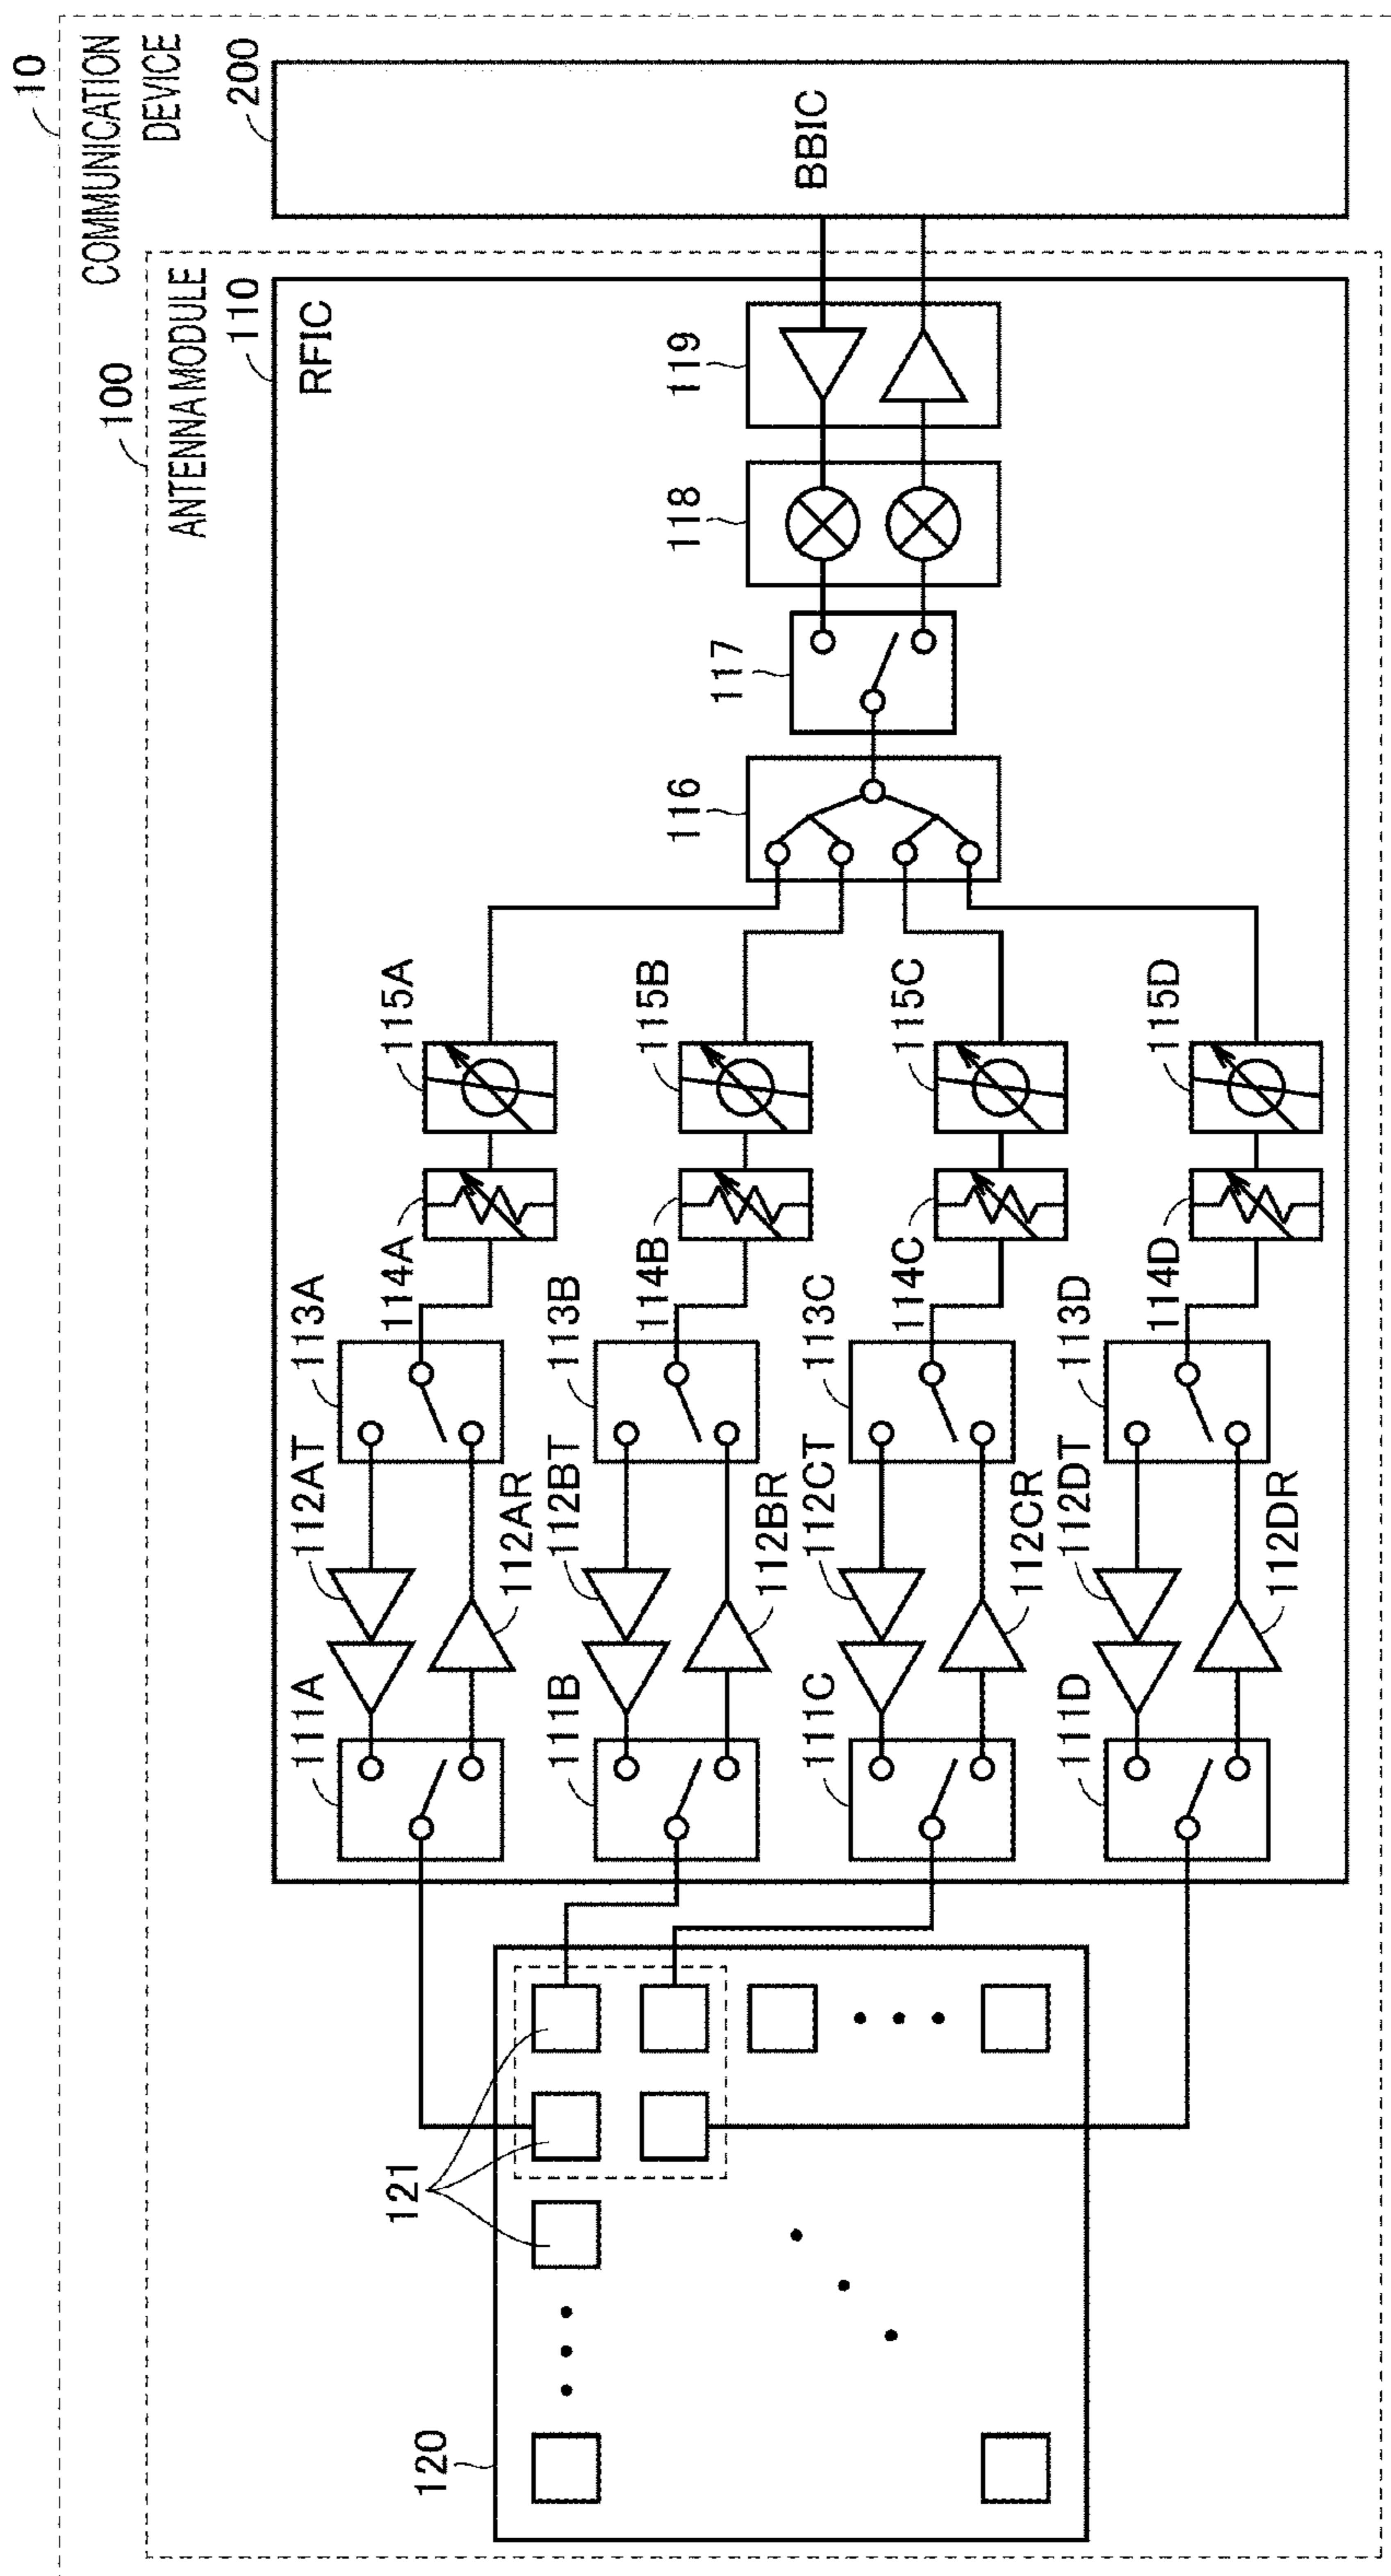 10
COMMUNICATION
DEVICE
200
BBIC
100
ANTENNA MODULE
110
RFIC
119
118
117
116
115A
115B
115C
115D
114A
114B
114C
114D
113A
113B
113C
113D
112AT
112BT
112CT
112DT
112AR
112BR
112CR
112DR
111A
111B
111C
111D
121
120